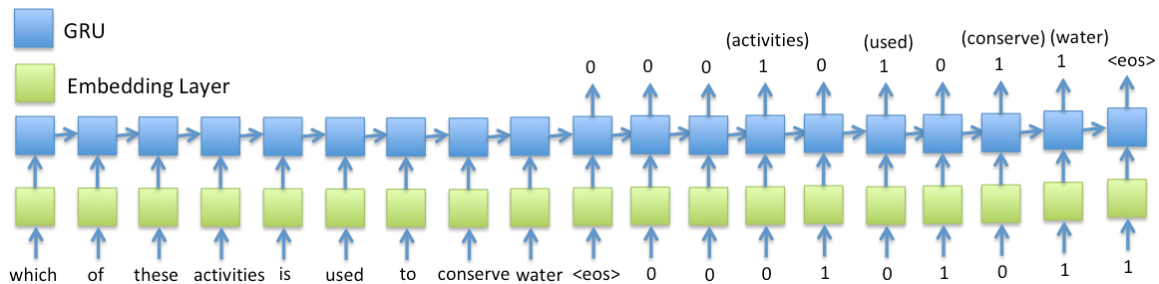 GRU
Embedding Layer
(activities) (used) (conserve) (water)
0 0 0 1 0 1 0 1 1 <eos>
which of these activities is used to conserve water <eos> 0 0 0 1 0 1 0 1 1